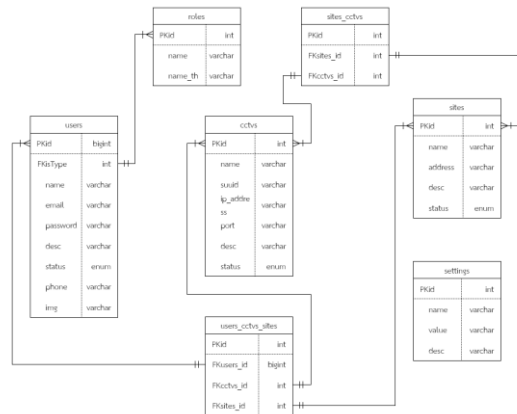 roles
PKid int
name varchar
name_th varchar
sites_cctvs
PKid int
FKsites_id int
FKcctvs_id int
users
PKid bigint
FKisType int
name varchar
email varchar
password varchar
desc varchar
status enum
phone varchar
img varchar
cctvs
PKid int
name varchar
suuid varchar
ip_addre
ss varchar
port varchar
desc varchar
status enum
sites
PKid int
name varchar
address varchar
desc varchar
status enum
settings
PKid int
name varchar
value varchar
desc varchar
users_cctvs_sites
PKid int
FKusers_id bigint
FKcctvs_id int
FKsites_id int